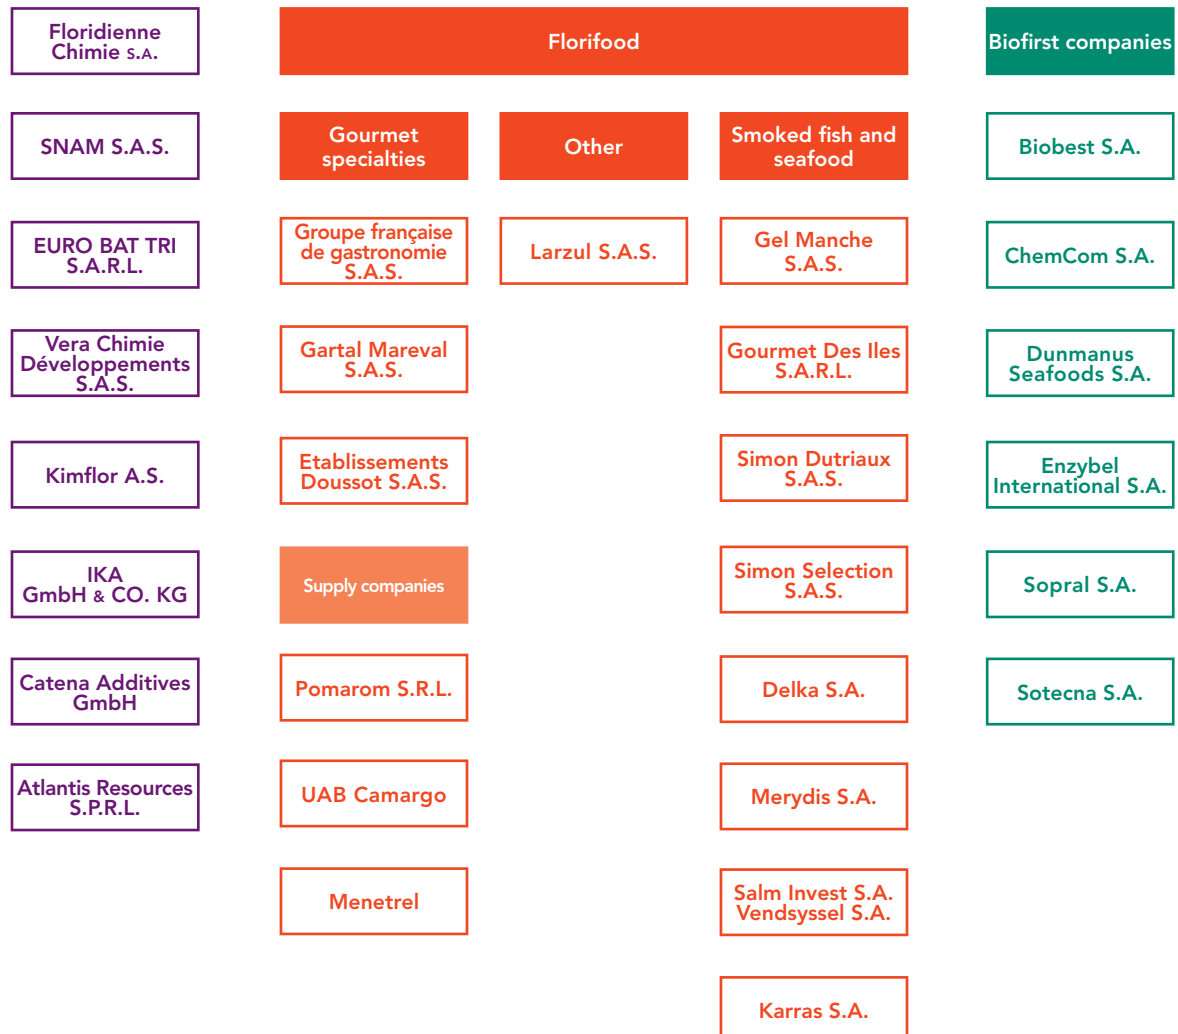 Floridienne
Chimie S.A.
Florifood
Biofirst companies
SNAM S.A.S.
Gourmet
specialties
Other
Smoked fish and
seafood
Biobest S.A.
EURO BAT TRI
S.A.R.L.
Groupe française
de gastronomie
S.A.S.
Larzul S.A.S.
Gel Manche
S.A.S.
ChemCom S.A.
Vera Chimie
Développements
S.A.S.
Gartal Mareval
S.A.S.
Gourmet Des Iles
S.A.R.L.
Dunmanus
Seafoods S.A.
Kimflor A.S.
Etablissements
Doussot S.A.S.
Simon Dutriaux
S.A.S.
Enzybel
International S.A.
IKA
GmbH & CO. KG
Supply companies
Simon Selection
S.A.S.
Sopral S.A.
Catena Additives
GmbH
Pomarom S.R.L.
Delka S.A.
Sotecna S.A.
Atlantis Resources
S.P.R.L.
UAB Camargo
Merydis S.A.
Menetrel
Salm Invest S.A.
Vendsyssel S.A.
Karras S.A.